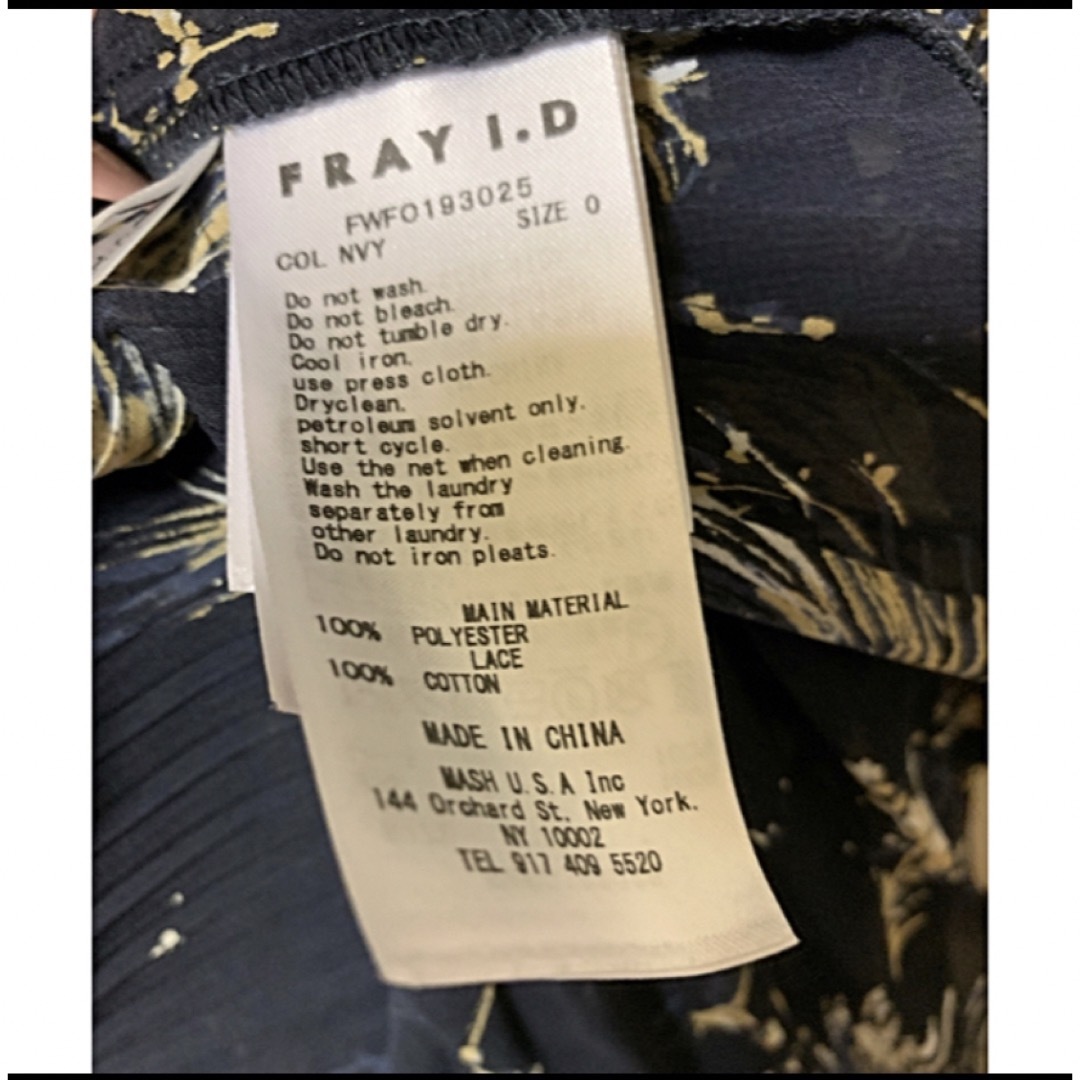 FRAY I.D
FWFO193025
COL NVY SIZE 0
Do not wash.
Do not bleach.
Do not tumble dry.
Cool iron.
use press cloth.
Dryclean.
petroleum solvent only.
short cycle.
Use the net when cleaning.
Wash the laundry
separately from
other laundry.
Do not iron pleats.
MAIN MATERIAL
100% POLYESTER
LACE
100% COTTON
MADE IN CHINA
MASH U.S.A Inc
144 Orchard St, New York.
NY 10002
TEL 917 409 5520